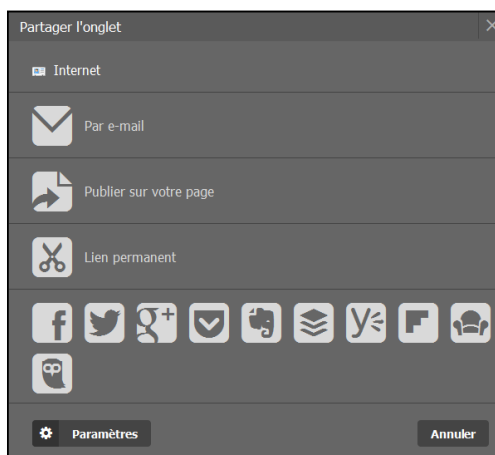 Partager l'onglet
Internet
Par e-mail
Publier sur votre page
Lien permanent
Paramètres
Annuler